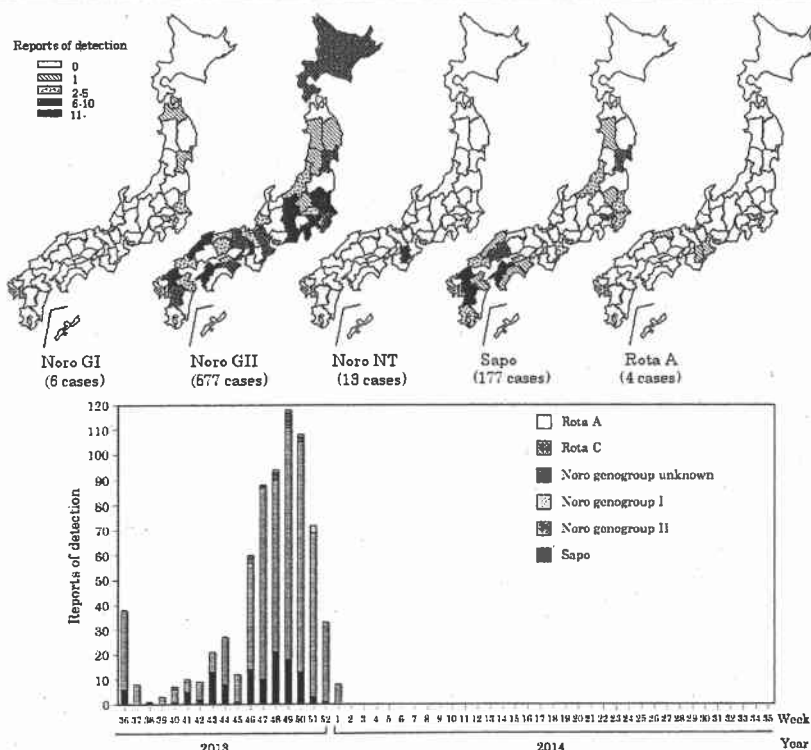 Reports of detection
0
1
2-5
6-10
11-
Noro GI
(6 cases)
Noro GII
(577 cases)
Noro NT
(13 cases)
Sapo
(177 cases)
Rota A
(4 cases)
Reports of detection
120
110
100
90
80
70
60
50
40
30
20
10
0
Rota A
Rota C
Noro genogroup unknown
Noro genogroup I
Noro genogroup II
Sapo
36 37 38 39 40 41 42 43 44 45 46 47 48 49 50 51 52 1 2 3 4 5 6 7 8 9 10 11 12 13 14 15 16 17 18 19 20 21 22 23 24 25 26 27 28 29 30 31 32 33 34 35 Week
2013 2014 Year